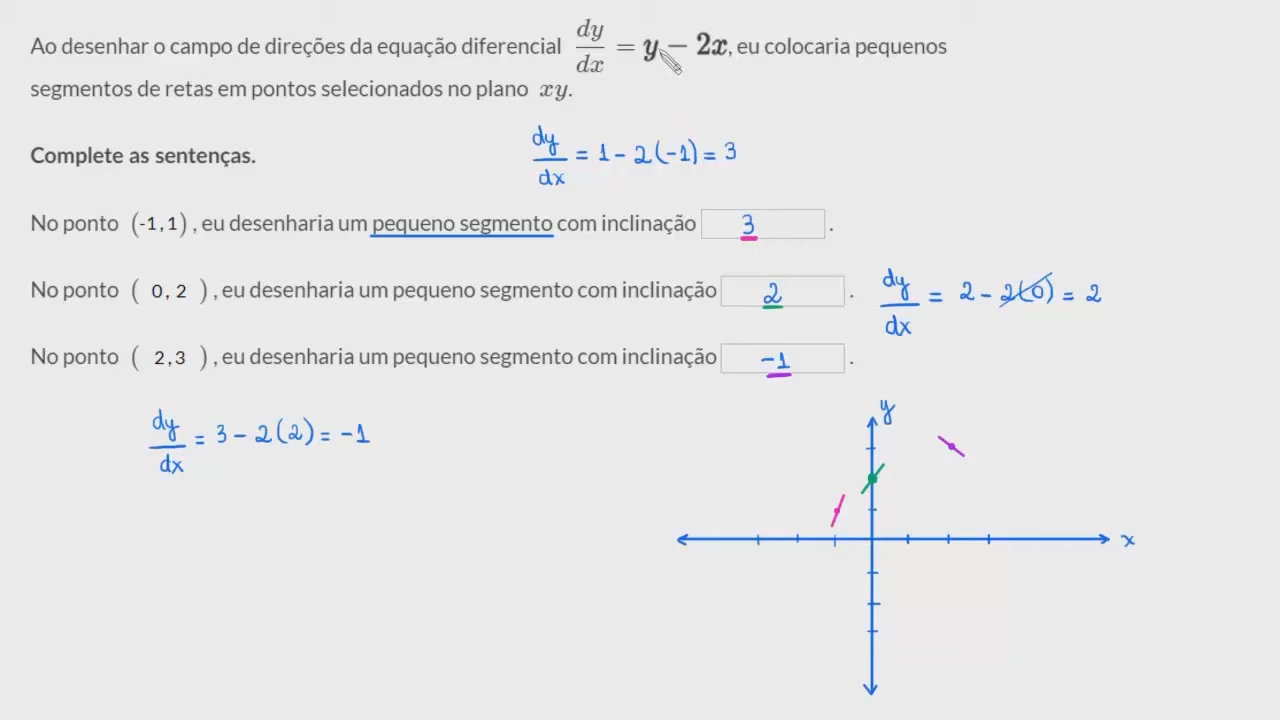 Ao desenhar o campo de direções da equação diferencial dy/dx = y − 2x, eu colocaria pequenos
segmentos de retas em pontos selecionados no plano xy.
Complete as sentenças.
dy/dx = 1 - 2(-1) = 3
No ponto (-1,1), eu desenharia um pequeno segmento com inclinação 3.
No ponto ( 0,2 ), eu desenharia um pequeno segmento com inclinação 2.
dy/dx = 2 - 2(0) = 2
No ponto ( 2,3 ), eu desenharia um pequeno segmento com inclinação -1.
dy/dx = 3 - 2(2) = -1
y
x